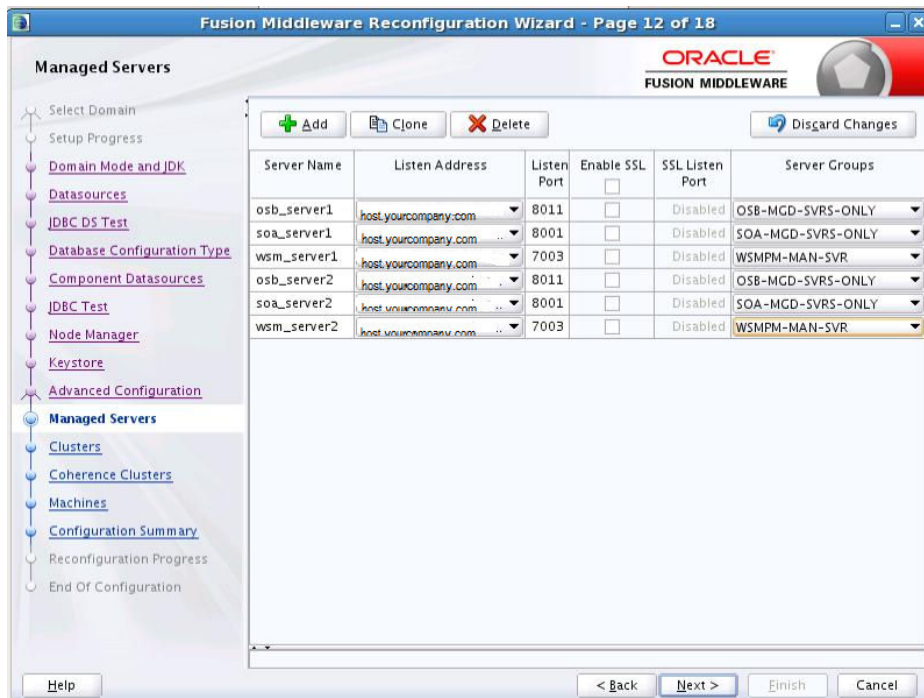 Fusion Middleware Reconfiguration Wizard - Page 12 of 18
Managed Servers
ORACLE
FUSION MIDDLEWARE
Select Domain
Setup Progress
Domain Mode and JDK
Datasources
JDBC DS Test
Database Configuration Type
Component Datasources
JDBC Test
Node Manager
Keystore
Advanced Configuration
Managed Servers
Clusters
Coherence Clusters
Machines
Configuration Summary
Reconfiguration Progress
End Of Configuration
Add Clone Delete Discard Changes
Server Name Listen Address Listen Port Enable SSL SSL Listen Port Server Groups
osb_server1 host.yourcompany.com 8011 Disabled OSB-MGD-SVRS-ONLY
soa_server1 host.yourcompany.com 8001 Disabled SOA-MGD-SVRS-ONLY
wsm_server1 host.yourcompany.com 7003 Disabled WSMPM-MAN-SVR
osb_server2 host.yourcompany.com 8011 Disabled OSB-MGD-SVRS-ONLY
soa_server2 host.yourcompany.com 8001 Disabled SOA-MGD-SVRS-ONLY
wsm_server2 host.yourcompany.com 7003 Disabled WSMPM-MAN-SVR
Help < Back Next > Finish Cancel